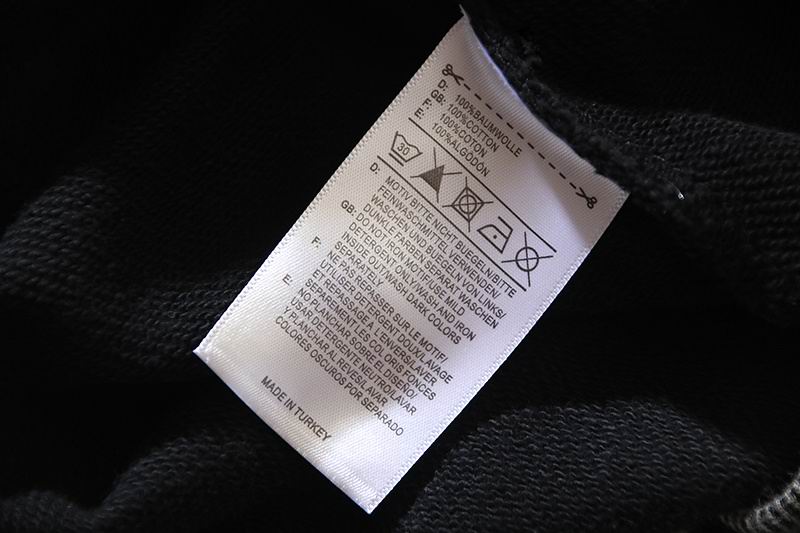 D: 100%BAUMWOLLE
GB: 100%COTTON
F: 100%COTON
E: 100%ALGODÓN
30
D: MOTIV BITTE NICHT BUEGELN/BITTE
FEINWASCHMITTEL VERWENDEN/
WASCHEN UND BUEGELN VON LINKS/
DUNKLE FARBEN SEPARAT WASCHEN
GB: DO NOT IRON MOTIVE/USE MILD
DETERGENT ONLY/WASH AND IRON
INSIDE OUT/WASH DARK COLORS
SEPARATELY
F: NE PAS REPASSER SUR LE MOTIF/
UTILISER DETERGENT DOUX/LAVAGE
ET REPASSAGE A L'ENVERS/LAVER
SEPAREMENT LES COLORIS FONCES
E: NO PLANCHAR SOBRE EL DISEÑO/
USAR DETERGENTE NEUTRO/LAVAR
Y PLANCHAR AL REVÉS/LAVAR
COLORES OSCUROS POR SEPARADO
MADE IN TURKEY